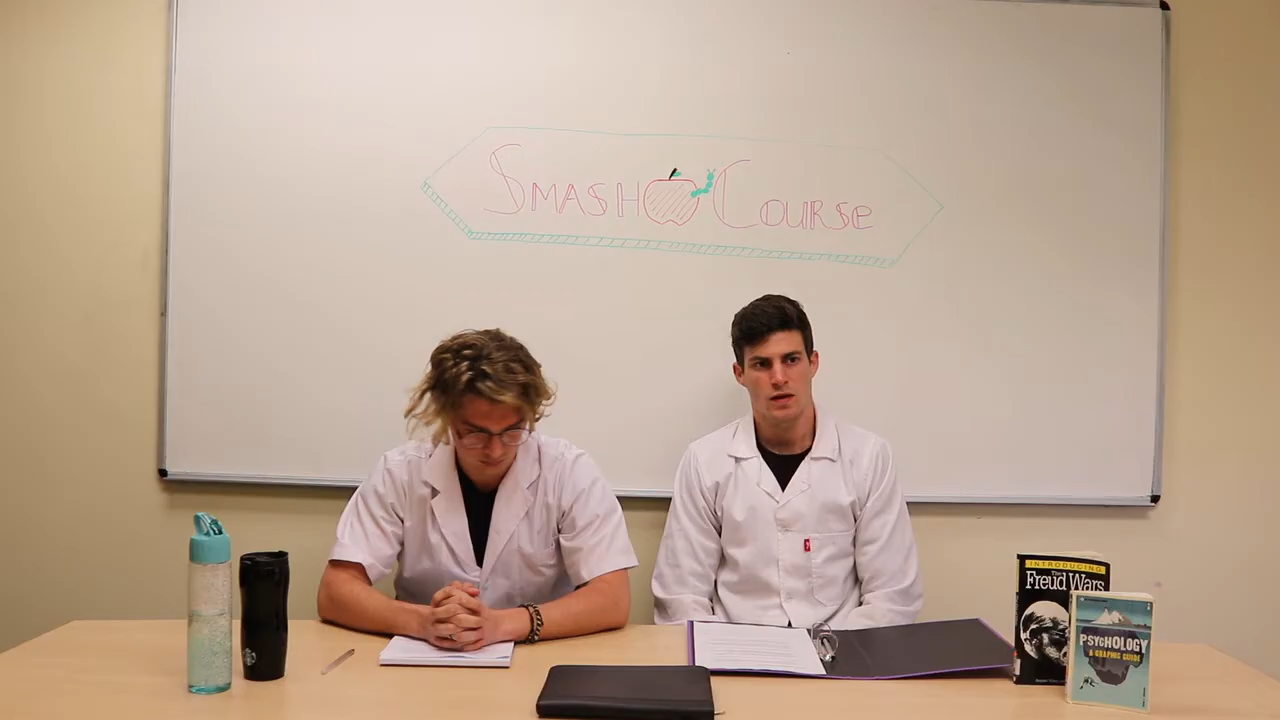 SMASH COURSE
INTRODUCING
The
Freud Wars
PSYCHOLOGY
A GRAPHIC GUIDE